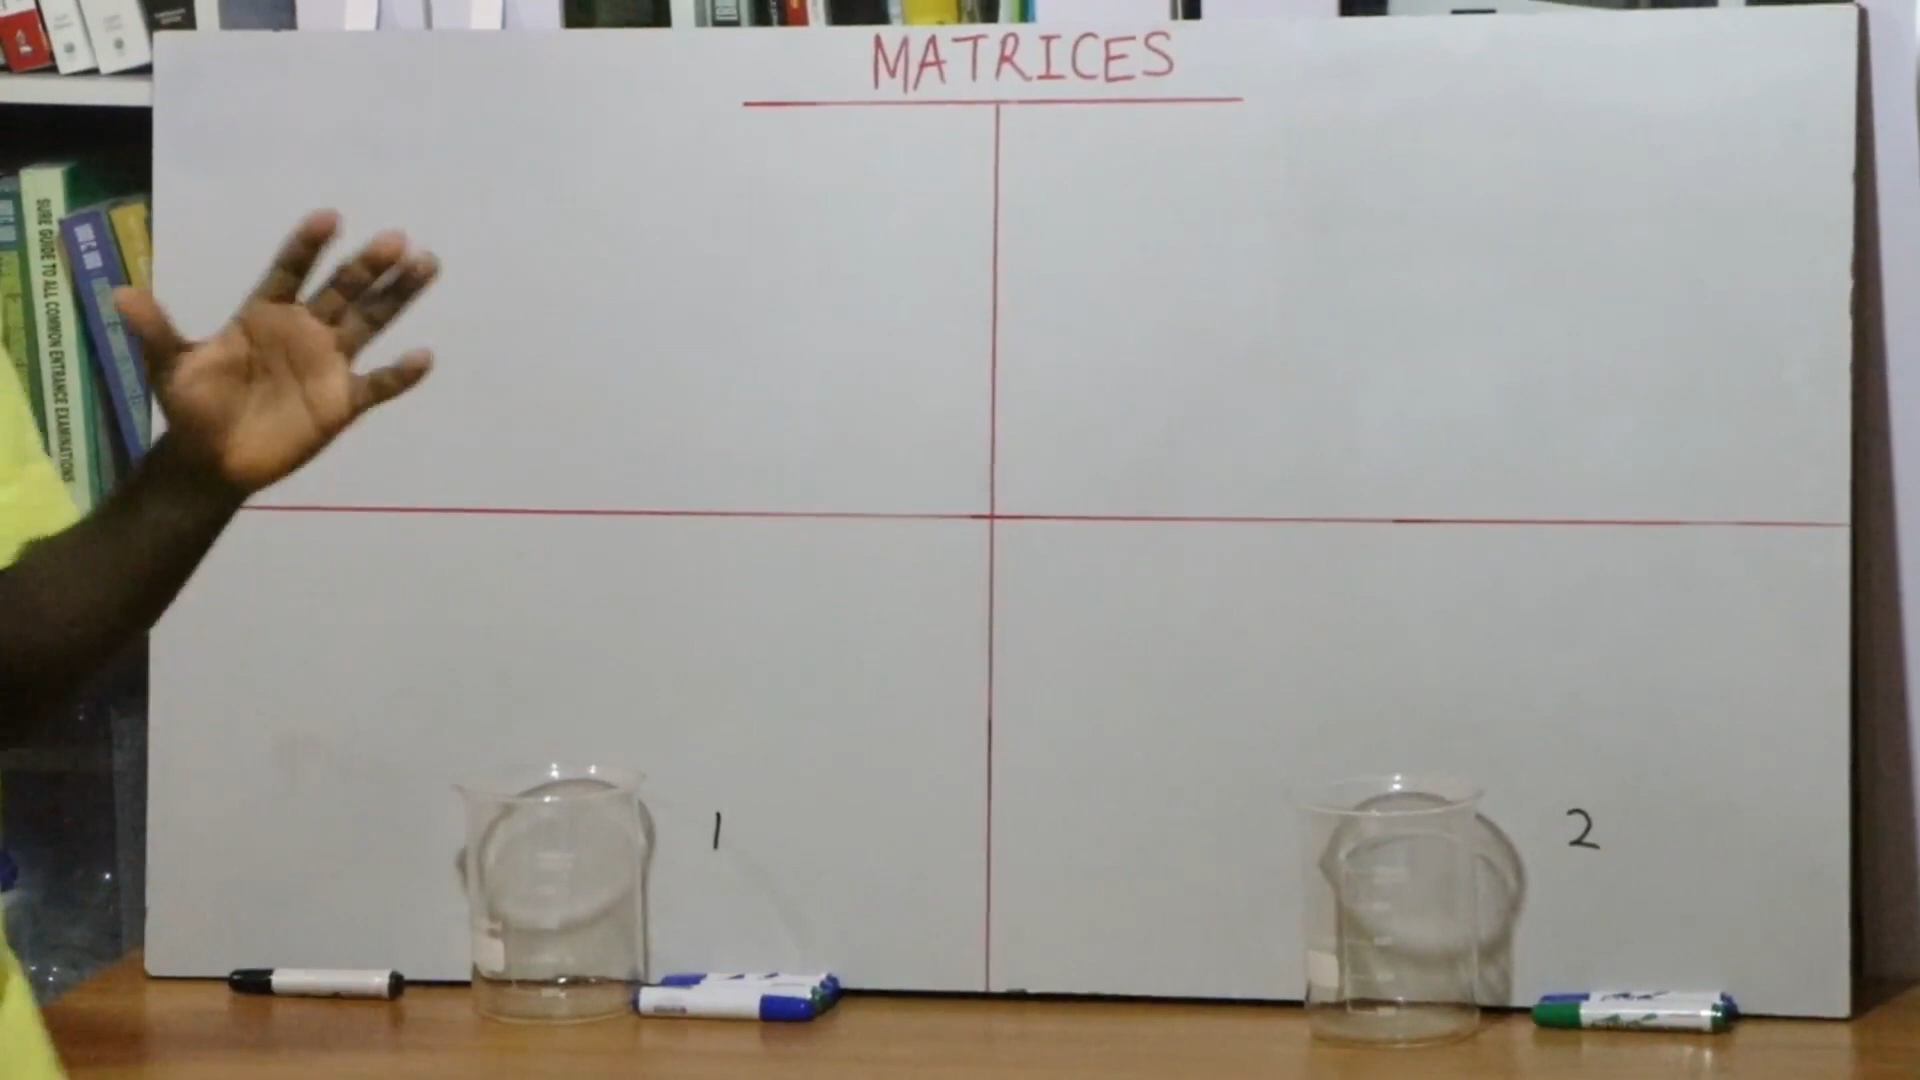 MATRICES
SURE GUIDE TO ALL COMMON ENTRANCE EXAMINATIONS
1
2